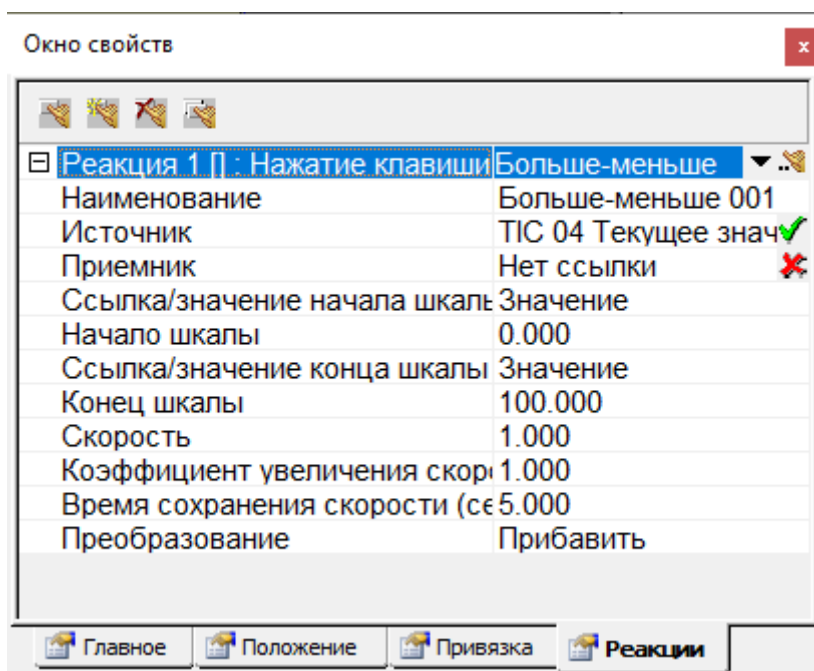 Окно свойств
Реакция 1 [] : Нажатие клавиши Больше-меньше
Наименование Больше-меньше 001
Источник TIC 04 Текущее знач
Приемник Нет ссылки
Ссылка/значение начала шкалы Значение
Начало шкалы 0.000
Ссылка/значение конца шкалы Значение
Конец шкалы 100.000
Скорость 1.000
Коэффициент увеличения скоро 1.000
Время сохранения скорости (се 5.000
Преобразование Прибавить
Главное Положение Привязка Реакции